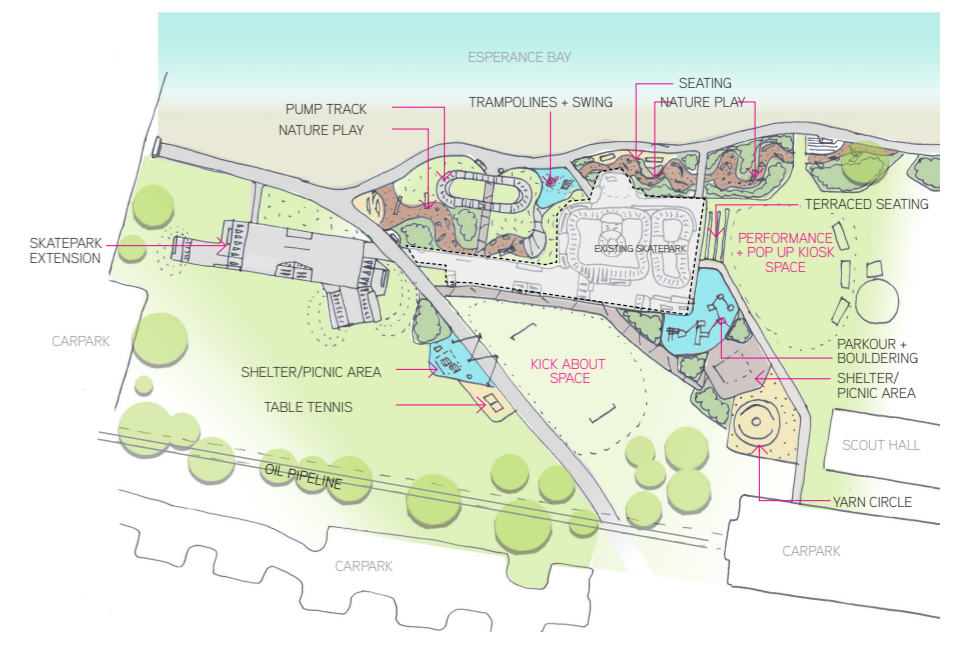 ESPERANCE BAY
SEATING
NATURE PLAY
TRAMPOLINES + SWING
PUMP TRACK
NATURE PLAY
TERRACED SEATING
SKATEPARK
EXTENSION
EXISTING SKATEPARK
PERFORMANCE
+ POP UP KIOSK
SPACE
CARPARK
PARKOUR +
BOULDERING
SHELTER/PICNIC AREA
KICK ABOUT
SPACE
SHELTER/
PICNIC AREA
TABLE TENNIS
SCOUT HALL
OIL PIPELINE
YARN CIRCLE
CARPARK
CARPARK